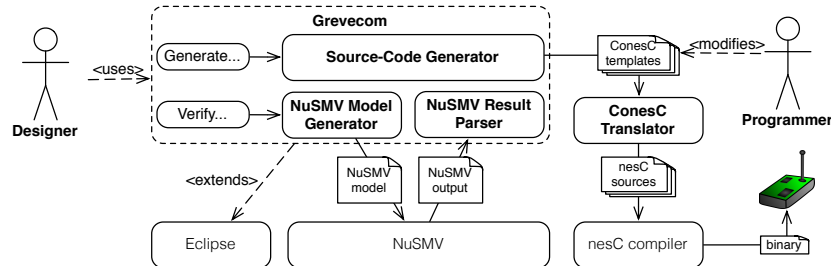 Grevecom
Generate...
Source-Code Generator
ConesC
templates
<modifies>
<uses>
Designer
Verify...
NuSMV Model
Generator
NuSMV Result
Parser
ConesC
Translator
Programmer
<extends>
NuSMV
model
NuSMV
output
nesC
sources
Eclipse
NuSMV
nesC compiler
binary